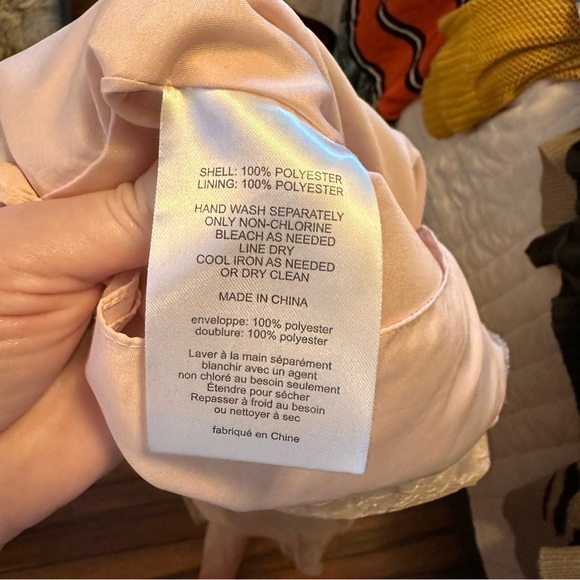 SHELL: 100% POLYESTER
LINING: 100% POLYESTER
HAND WASH SEPARATELY
ONLY NON-CHLORINE
BLEACH AS NEEDED
LINE DRY
COOL IRON AS NEEDED
OR DRY CLEAN
MADE IN CHINA
enveloppe: 100% polyester
doublure: 100% polyester
Laver à la main séparément
blanchir avec un agent
non chloré au besoin seulement
Étendre pour sécher
Repasser à froid au besoin
ou nettoyer à sec
fabriqué en Chine